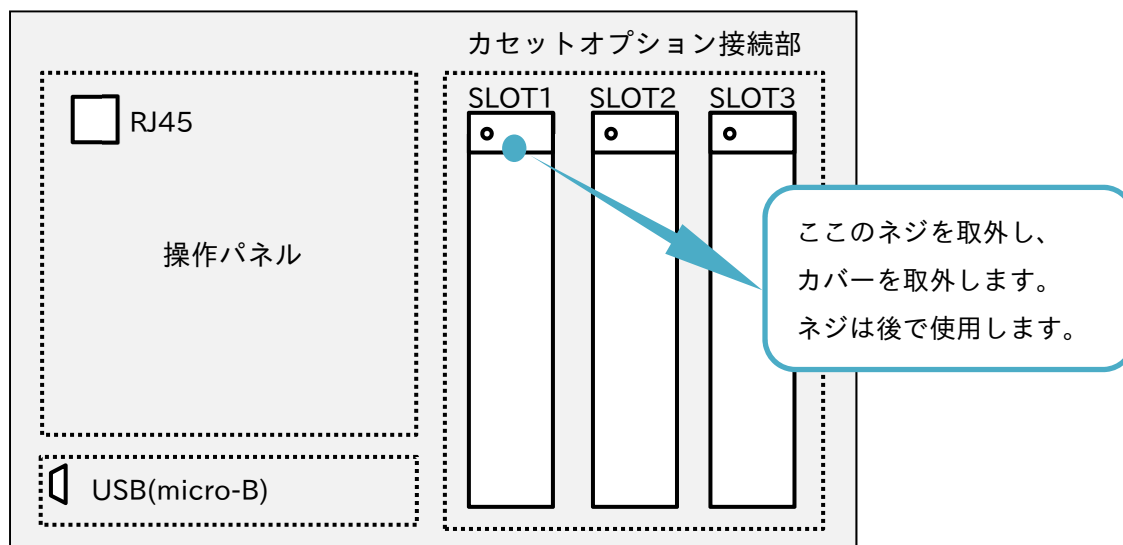 カセットオプション接続部
SLOT1 SLOT2 SLOT3
RJ45
操作パネル
ここのネジを取外し、
カバーを取外します。
ネジは後で使用します。
USB(micro-B)